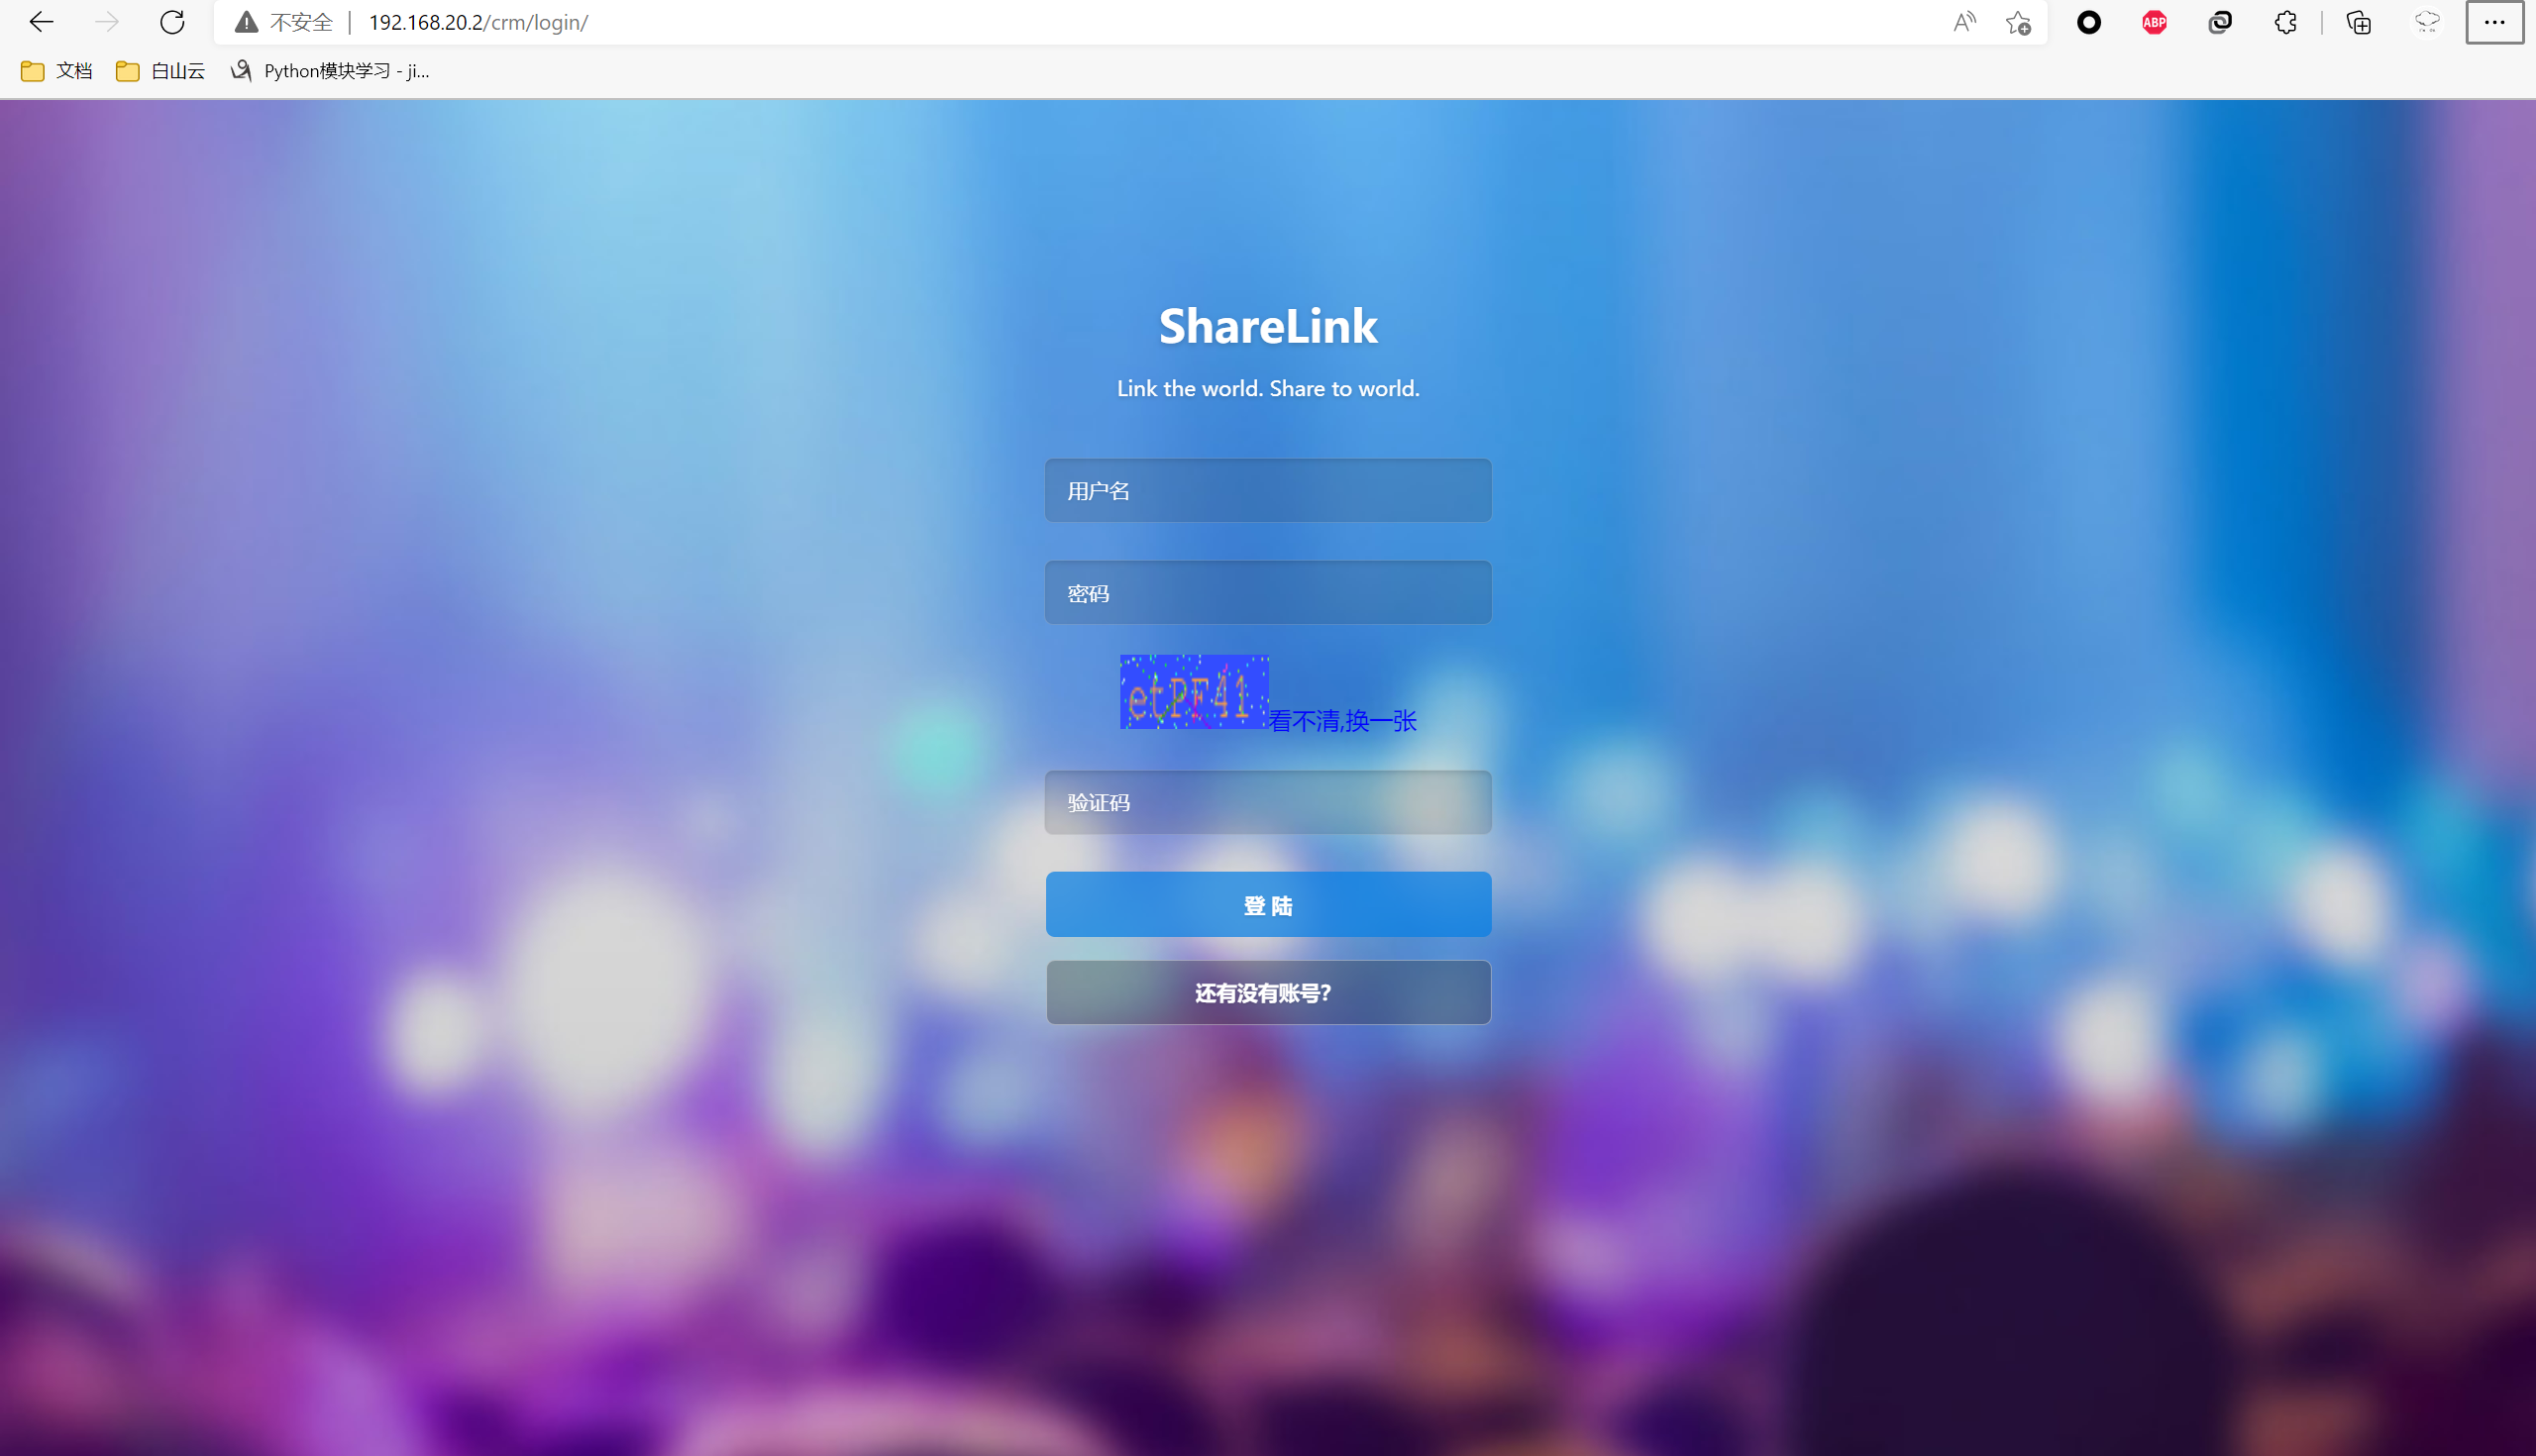 不安全 | 192.168.20.2/crm/login/
ABP
文档 白山云 Python模块学习 - ji...
ShareLink
Link the world. Share to world.
用户名
密码
etPF41
看不清,换一张
验证码
登 陆
还有没有账号?